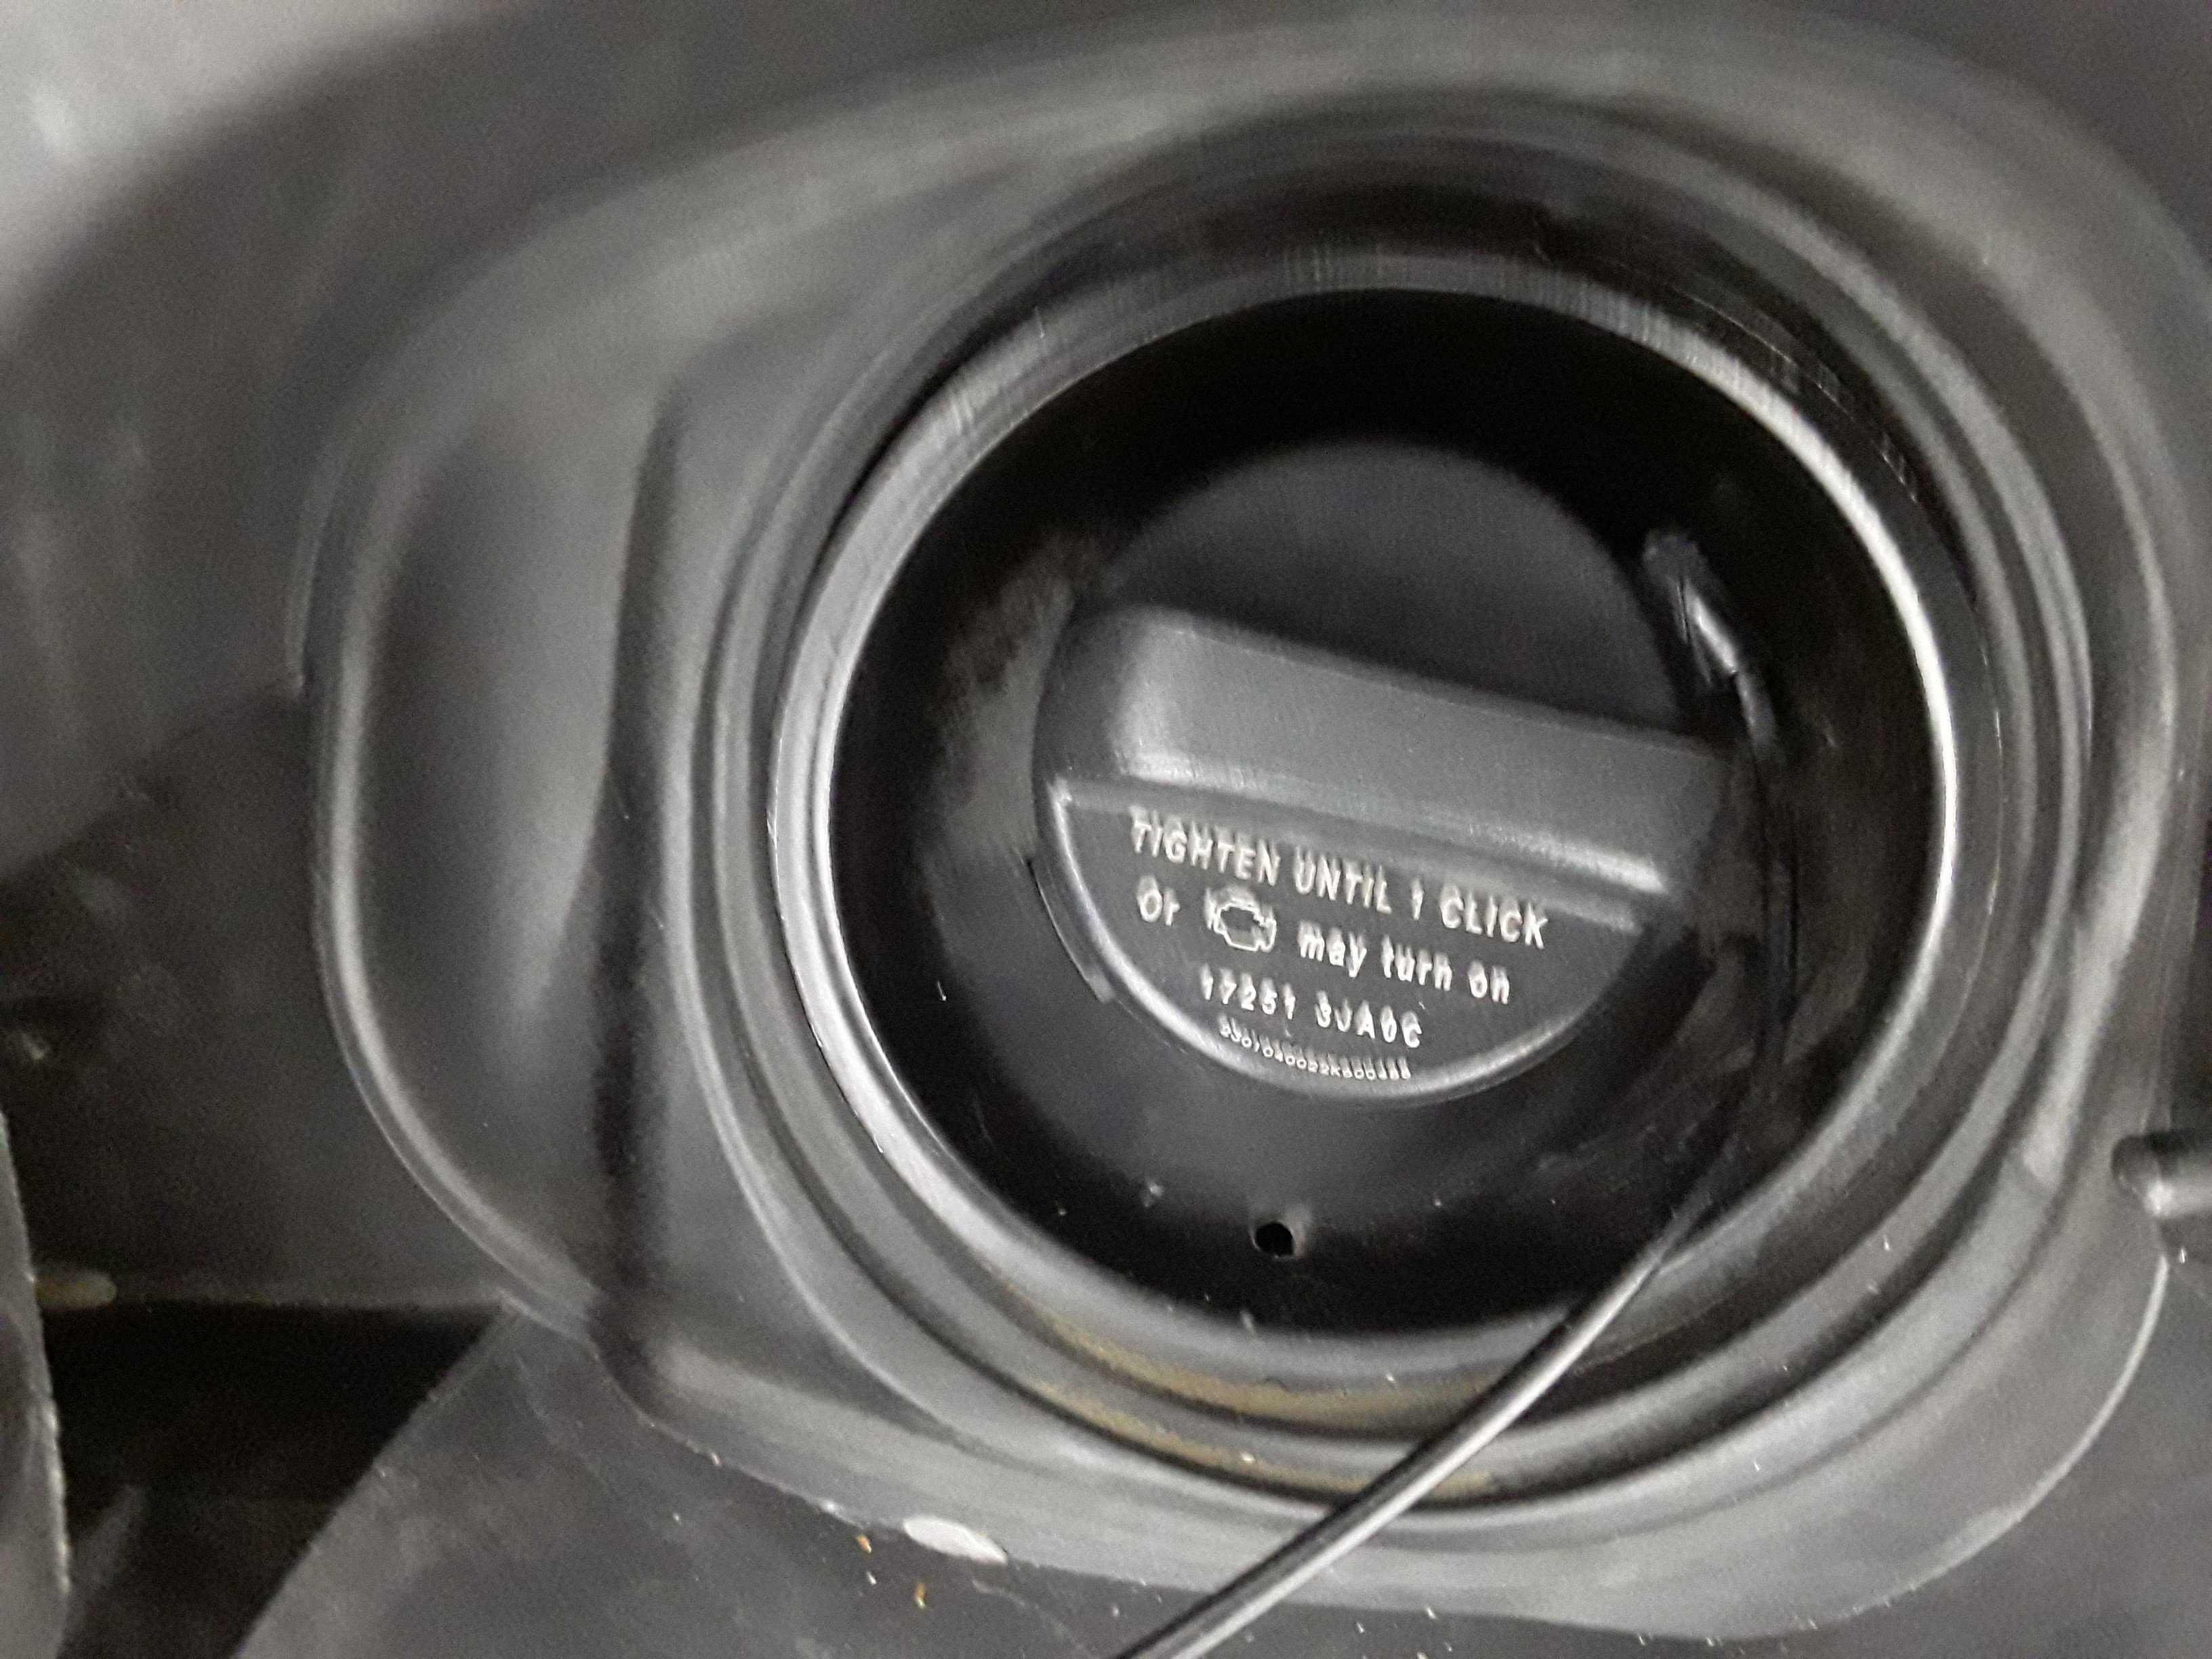 TIGHTEN UNTIL 1 CLICK
Or may turn on
17251 3JA0C